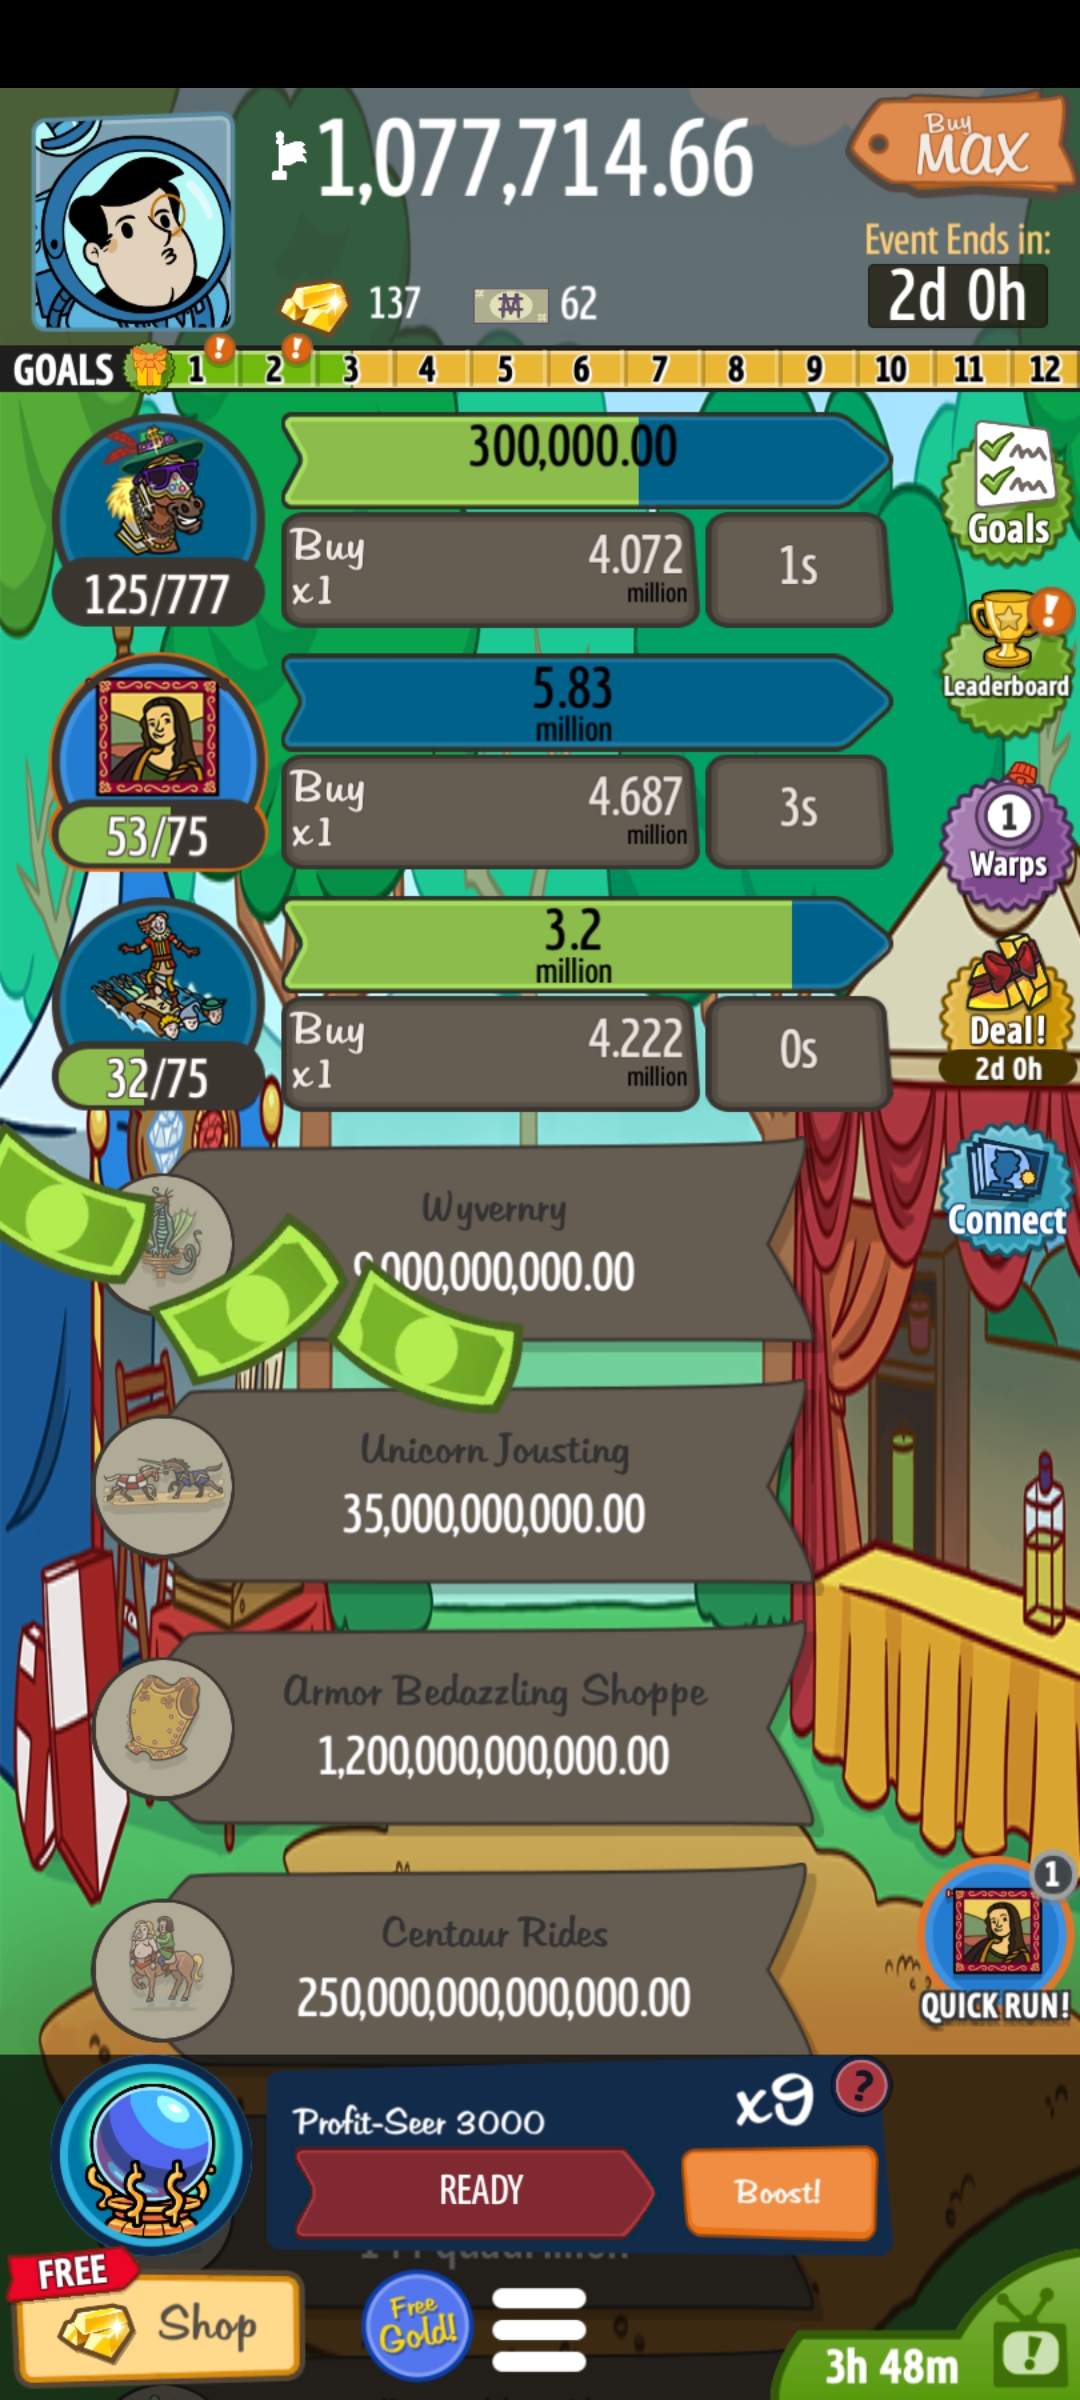 1,077,714.66
Buy
MAX
Event Ends in:
2d 0h
137
62
GOALS 1 ! 2 ! 3 4 5 6 7 8 9 10 11 12
300,000.00
Buy
x1
4.072
million
1s
125/777
Goals
5.83
million
!
Leaderboard
Buy
x1
4.687
million
3s
53/75
1
Warps
3.2
million
Buy
x1
4.222
million
0s
32/75
Deal!
2d 0h
Connect
Wyvernry
000,000,000.00
Unicorn Jousting
35,000,000,000.00
Armor Bedazzling Shoppe
1,200,000,000,000.00
Centaur Rides
250,000,000,000,000.00
1
QUICK RUN!
Profit-Seer 3000
x9
?
READY
Boost!
FREE
Shop
Free
Gold!
3h 48m
!